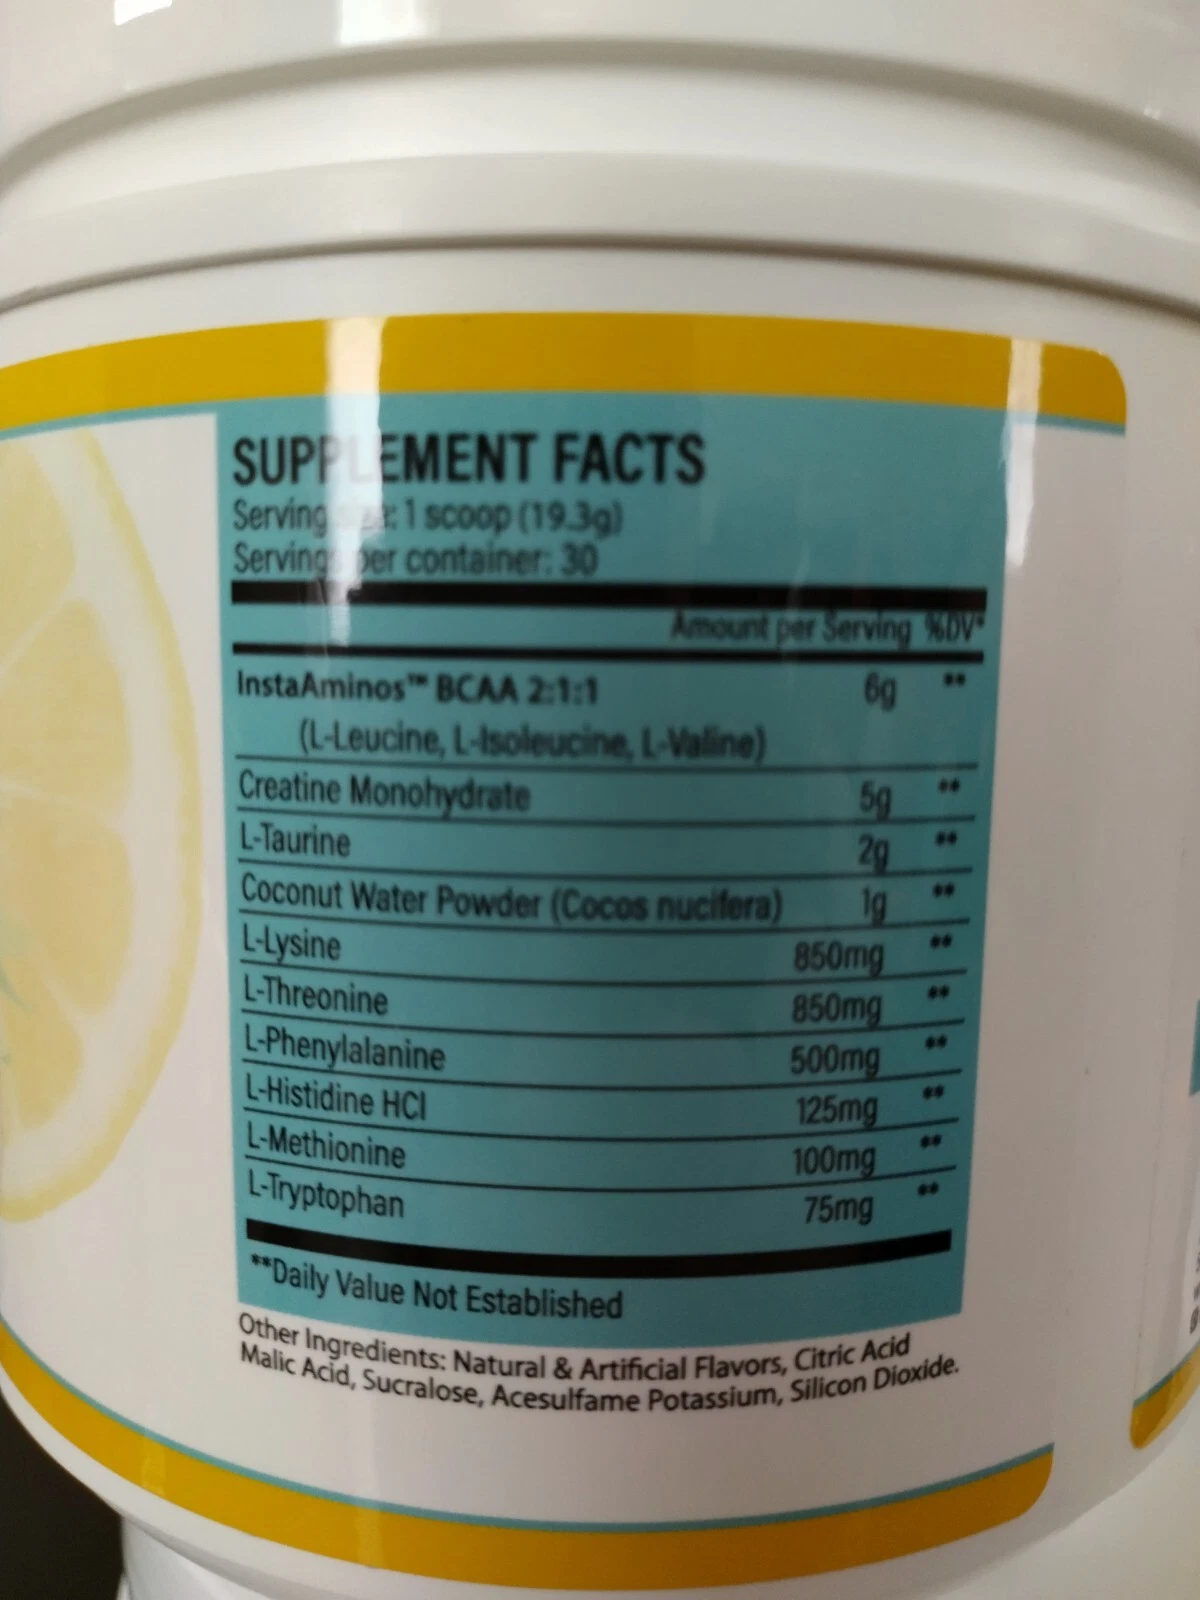 SUPPLEMENT FACTS
Serving size: 1 scoop (19.3g)
Servings per container: 30
Amount per Serving %DV*
InstaAminos™ BCAA 2:1:1 6g **
(L-Leucine, L-Isoleucine, L-Valine)
Creatine Monohydrate 5g **
L-Taurine 2g **
Coconut Water Powder (Cocos nucifera) 1g **
L-Lysine 850mg **
L-Threonine 850mg **
L-Phenylalanine 500mg **
L-Histidine HCl 125mg **
L-Methionine 100mg **
L-Tryptophan 75mg **
**Daily Value Not Established
Other Ingredients: Natural & Artificial Flavors, Citric Acid
Malic Acid, Sucralose, Acesulfame Potassium, Silicon Dioxide.